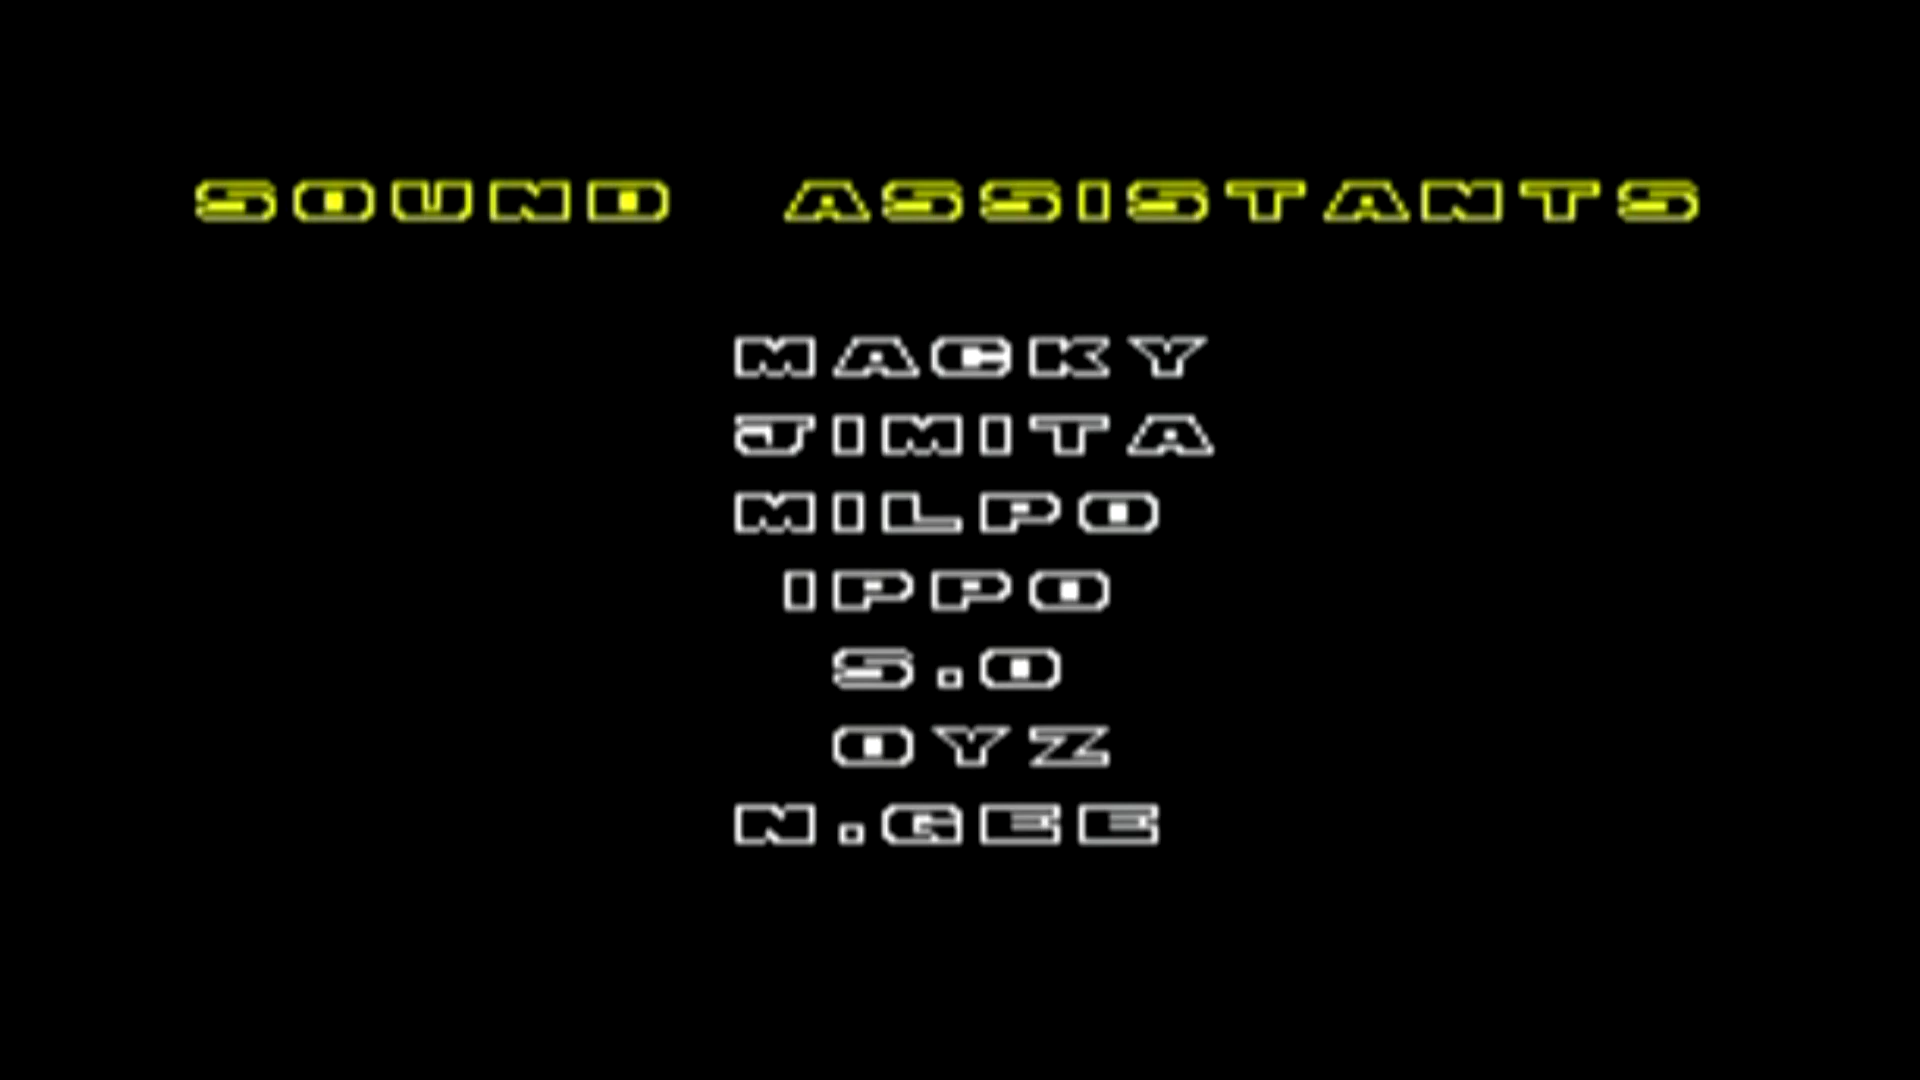 SOUND ASSISTANTS
MACKY
JIMITA
MILPO
IPPO
S.O
OYZ
N.GEE